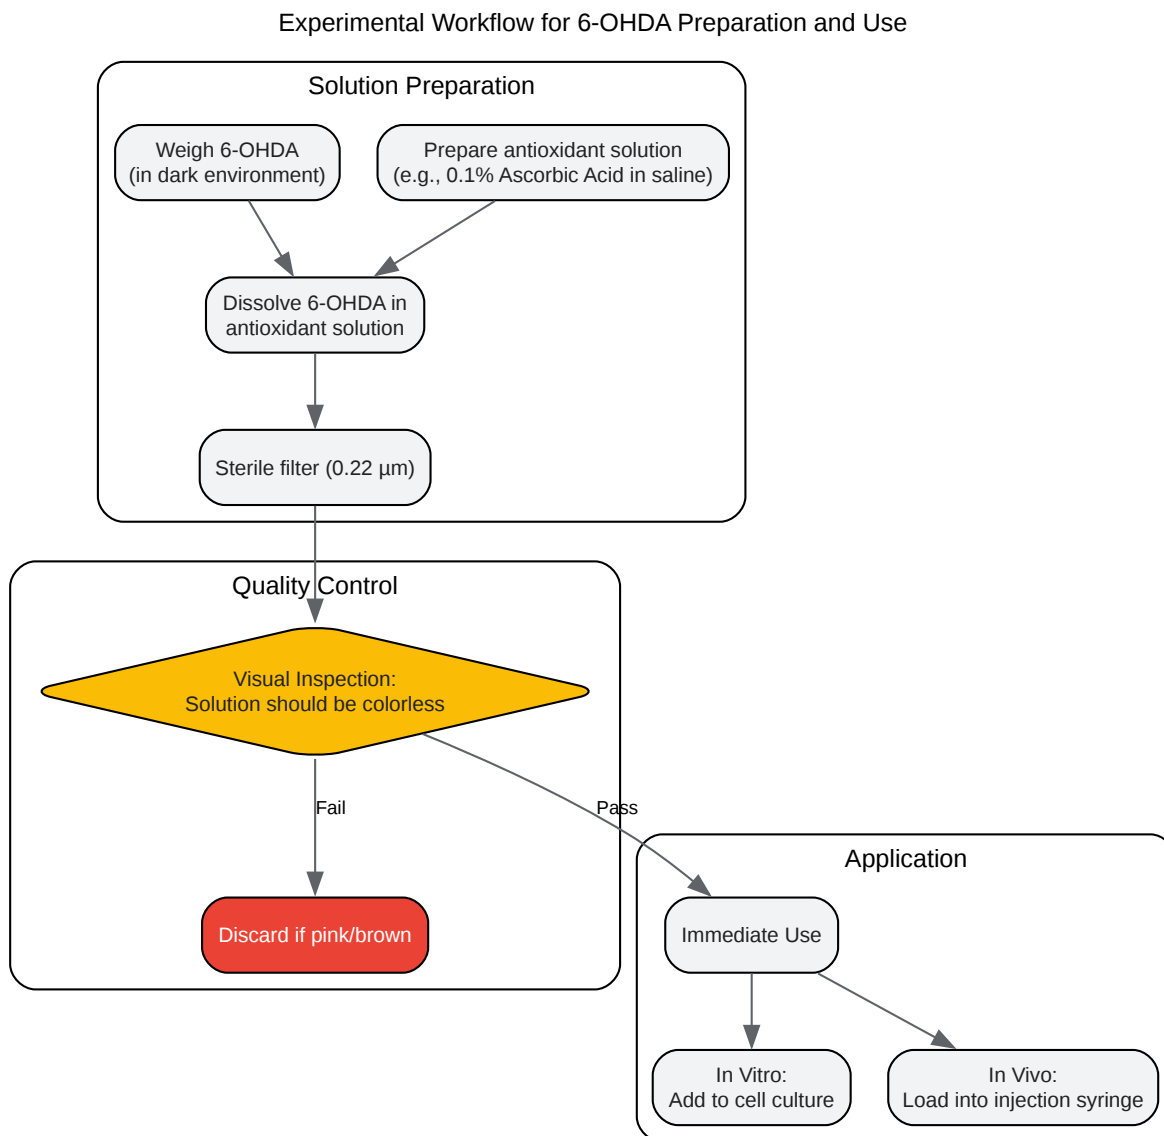 Experimental Workflow for 6-OHDA Preparation and Use
Solution Preparation
Weigh 6-OHDA
(in dark environment)
Prepare antioxidant solution
(e.g., 0.1% Ascorbic Acid in saline)
Dissolve 6-OHDA in
antioxidant solution
Sterile filter (0.22 µm)
Quality Control
Visual Inspection:
Solution should be colorless
Fail
Pass
Discard if pink/brown
Application
Immediate Use
In Vitro:
Add to cell culture
In Vivo:
Load into injection syringe